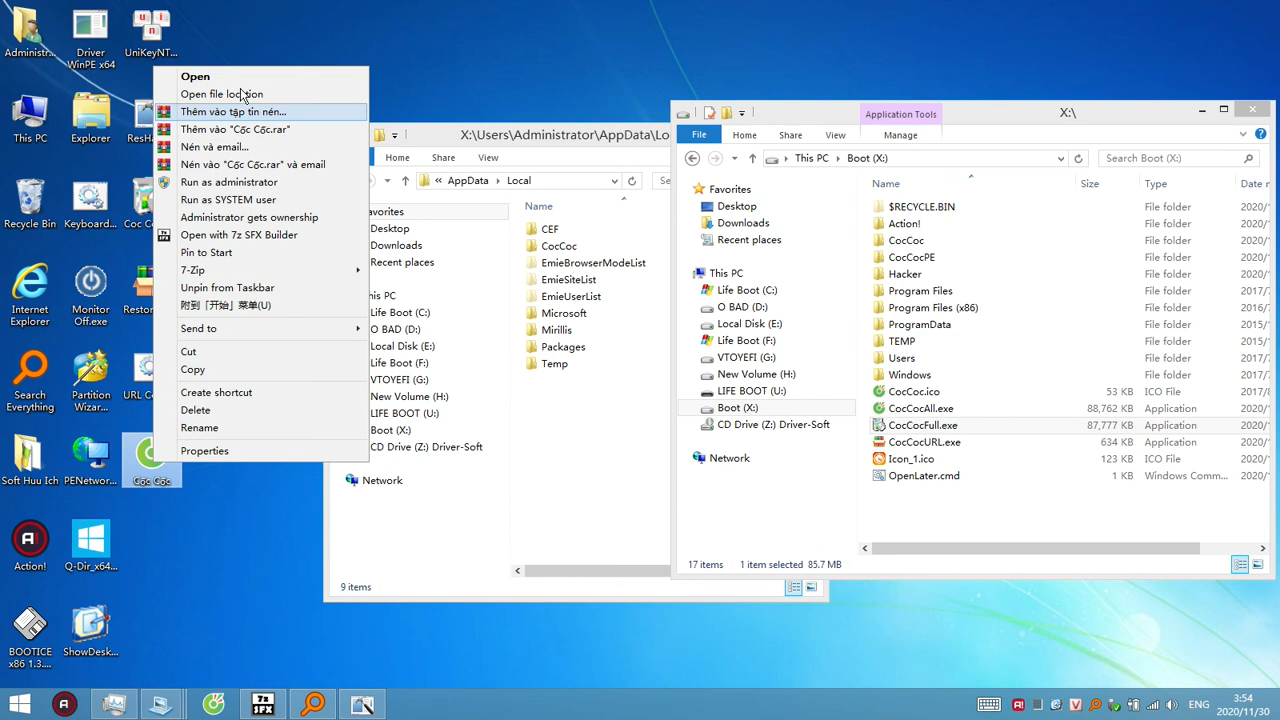 Administr...
Driver
WinPE x64
UniKeyNT...
This PC
Explorer
ResHa
Recycle Bin
Keyboard...
Coc Co
Internet
Explorer
Monitor
Off.exe
Restor
Search
Everything
Partition
Wizar...
URL Co
Soft Huu Ich
PENetwor...
Cốc Cốc
Action!
Q-Dir_x64...
BOOTICE
x86 1.3....
ShowDesk...
Open
Open file location
Thêm vào tập tin nén...
Thêm vào "Cốc Cốc.rar"
Nén và email...
Nén vào "Cốc Cốc.rar" và email
Run as administrator
Run as SYSTEM user
Administrator gets ownership
7z SFX
Open with 7z SFX Builder
Pin to Start
7-Zip
Unpin from Taskbar
附到「开始」菜单(U)
Send to
Cut
Copy
Create shortcut
Delete
Rename
Properties
X:\Users\Administrator\AppData\Lo
Home
Share
View
« AppData
Local
Se
avorites
Desktop
Downloads
Recent places
his PC
Life Boot (C:)
O BAD (D:)
Local Disk (E:)
Life Boot (F:)
VTOYEFI (G:)
New Volume (H:)
LIFE BOOT (U:)
Boot (X:)
CD Drive (Z:) Driver-Soft
Network
Name
CEF
CocCoc
EmieBrowserModeList
EmieSiteList
EmieUserList
Microsoft
Mirillis
Packages
Temp
9 items
Application Tools
X:\
File
Home
Share
View
Manage
This PC
Boot (X:)
Search Boot (X:)
Favorites
Desktop
Downloads
Recent places
This PC
Life Boot (C:)
O BAD (D:)
Local Disk (E:)
Life Boot (F:)
VTOYEFI (G:)
New Volume (H:)
LIFE BOOT (U:)
Boot (X:)
CD Drive (Z:) Driver-Soft
Network
Name Size Type Date m
$RECYCLE.BIN File folder 2020/
Action! File folder 2020/
CocCoc File folder 2020/
CocCocPE File folder 2020/
Hacker File folder 2020/
Program Files File folder 2017/
Program Files (x86) File folder 2016/
ProgramData File folder 2015/
TEMP File folder 2015/
Users File folder 2017/
Windows File folder 2017/
CocCoc.ico 53 KB ICO File 2017/
CocCocAll.exe 88,762 KB Application 2020/
CocCocFull.exe 87,777 KB Application 2020/
CocCocURL.exe 634 KB Application 2020/
Icon_1.ico 123 KB ICO File 2020/
OpenLater.cmd 1 KB Windows Comm... 2020/
17 items 1 item selected 85.7 MB
7z SFX
ENG
3:54
2020/11/30